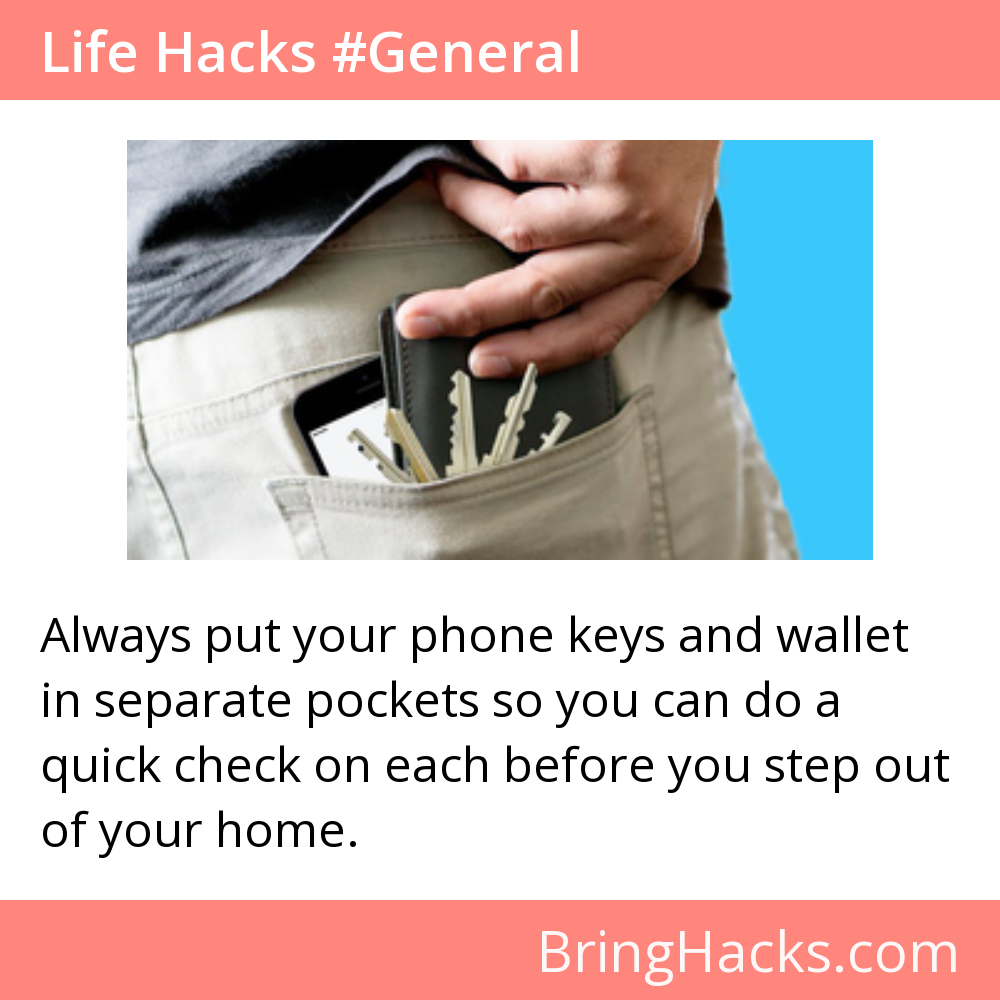 Life Hacks #General
Always put your phone keys and wallet
in separate pockets so you can do a
quick check on each before you step out
of your home.
BringHacks.com